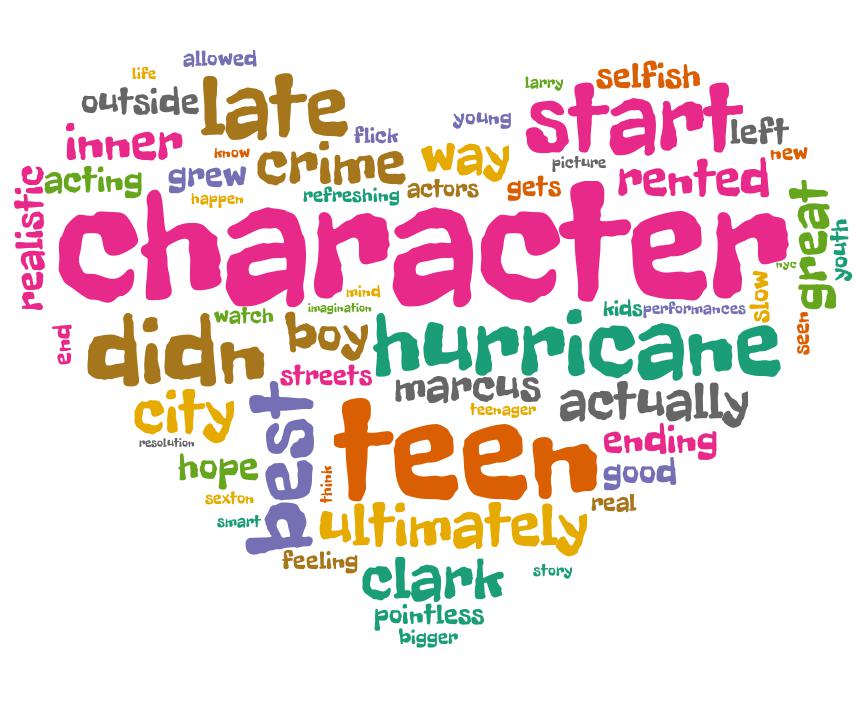 allowed
life
outside
late
larry
selfish
start
left
inner
flick
young
know
crime
way
picture
new
acting
grew
happen
refreshing
actors
gets
rented
realistic
character
great
youth
nyc
mind
imagination
slow
watch
kids
performances
seen
end
didn
boy
hurricane
streets
marcus
teenager
actually
city
resolution
best
teen
ending
hope
think
good
sexton
smart
ultimately
real
feeling
clark
story
pointless
bigger